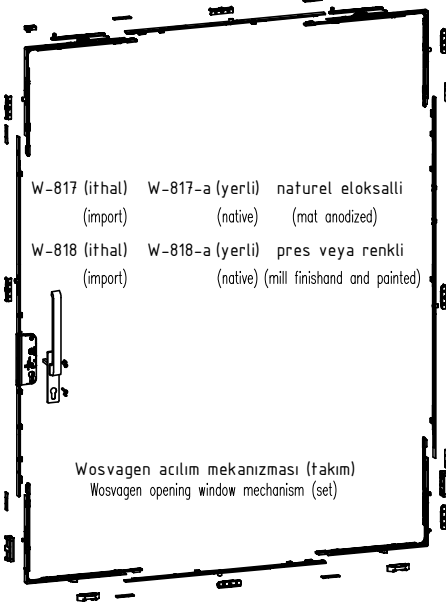 W-817 (ithal) W-817-a (yerli) naturel eloksalli
(import) (native) (mat anodized)
W-818 (ithal) W-818-a (yerli) pres veya renkli
(import) (native) (mill finishand and painted)
Wosvagen acılım mekanizması (takım)
Wosvagen opening window mechanism (set)